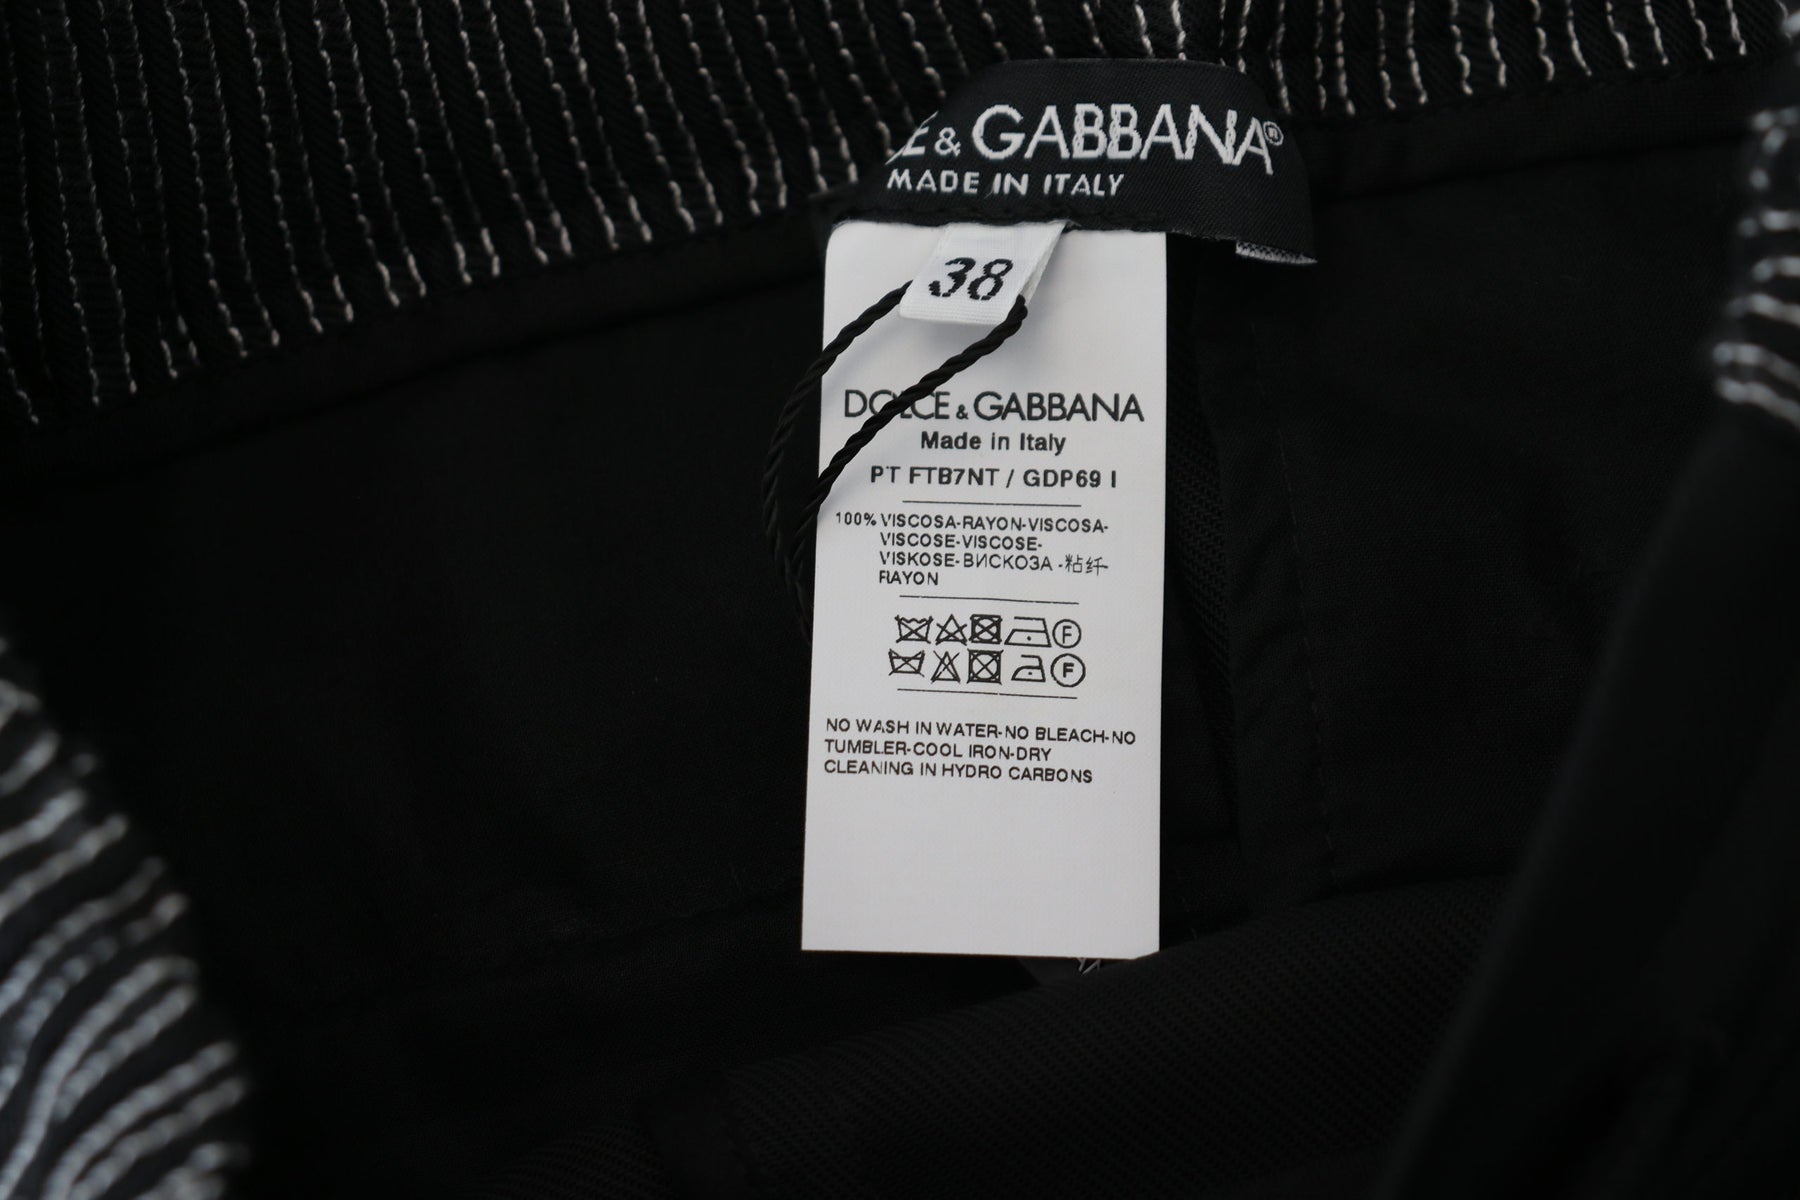 E & GABBANA®
MADE IN ITALY
38
DOLCE & GABBANA
Made in Italy
PT FTB7NT / GDP69 I
100% VISCOSA-RAYON-VISCOSA-
VISCOSE-VISCOSE-
VISKOSE-ВИСКОЗА -粘纤-
RAYON
F
F
NO WASH IN WATER-NO BLEACH-NO
TUMBLER-COOL IRON-DRY
CLEANING IN HYDRO CARBONS